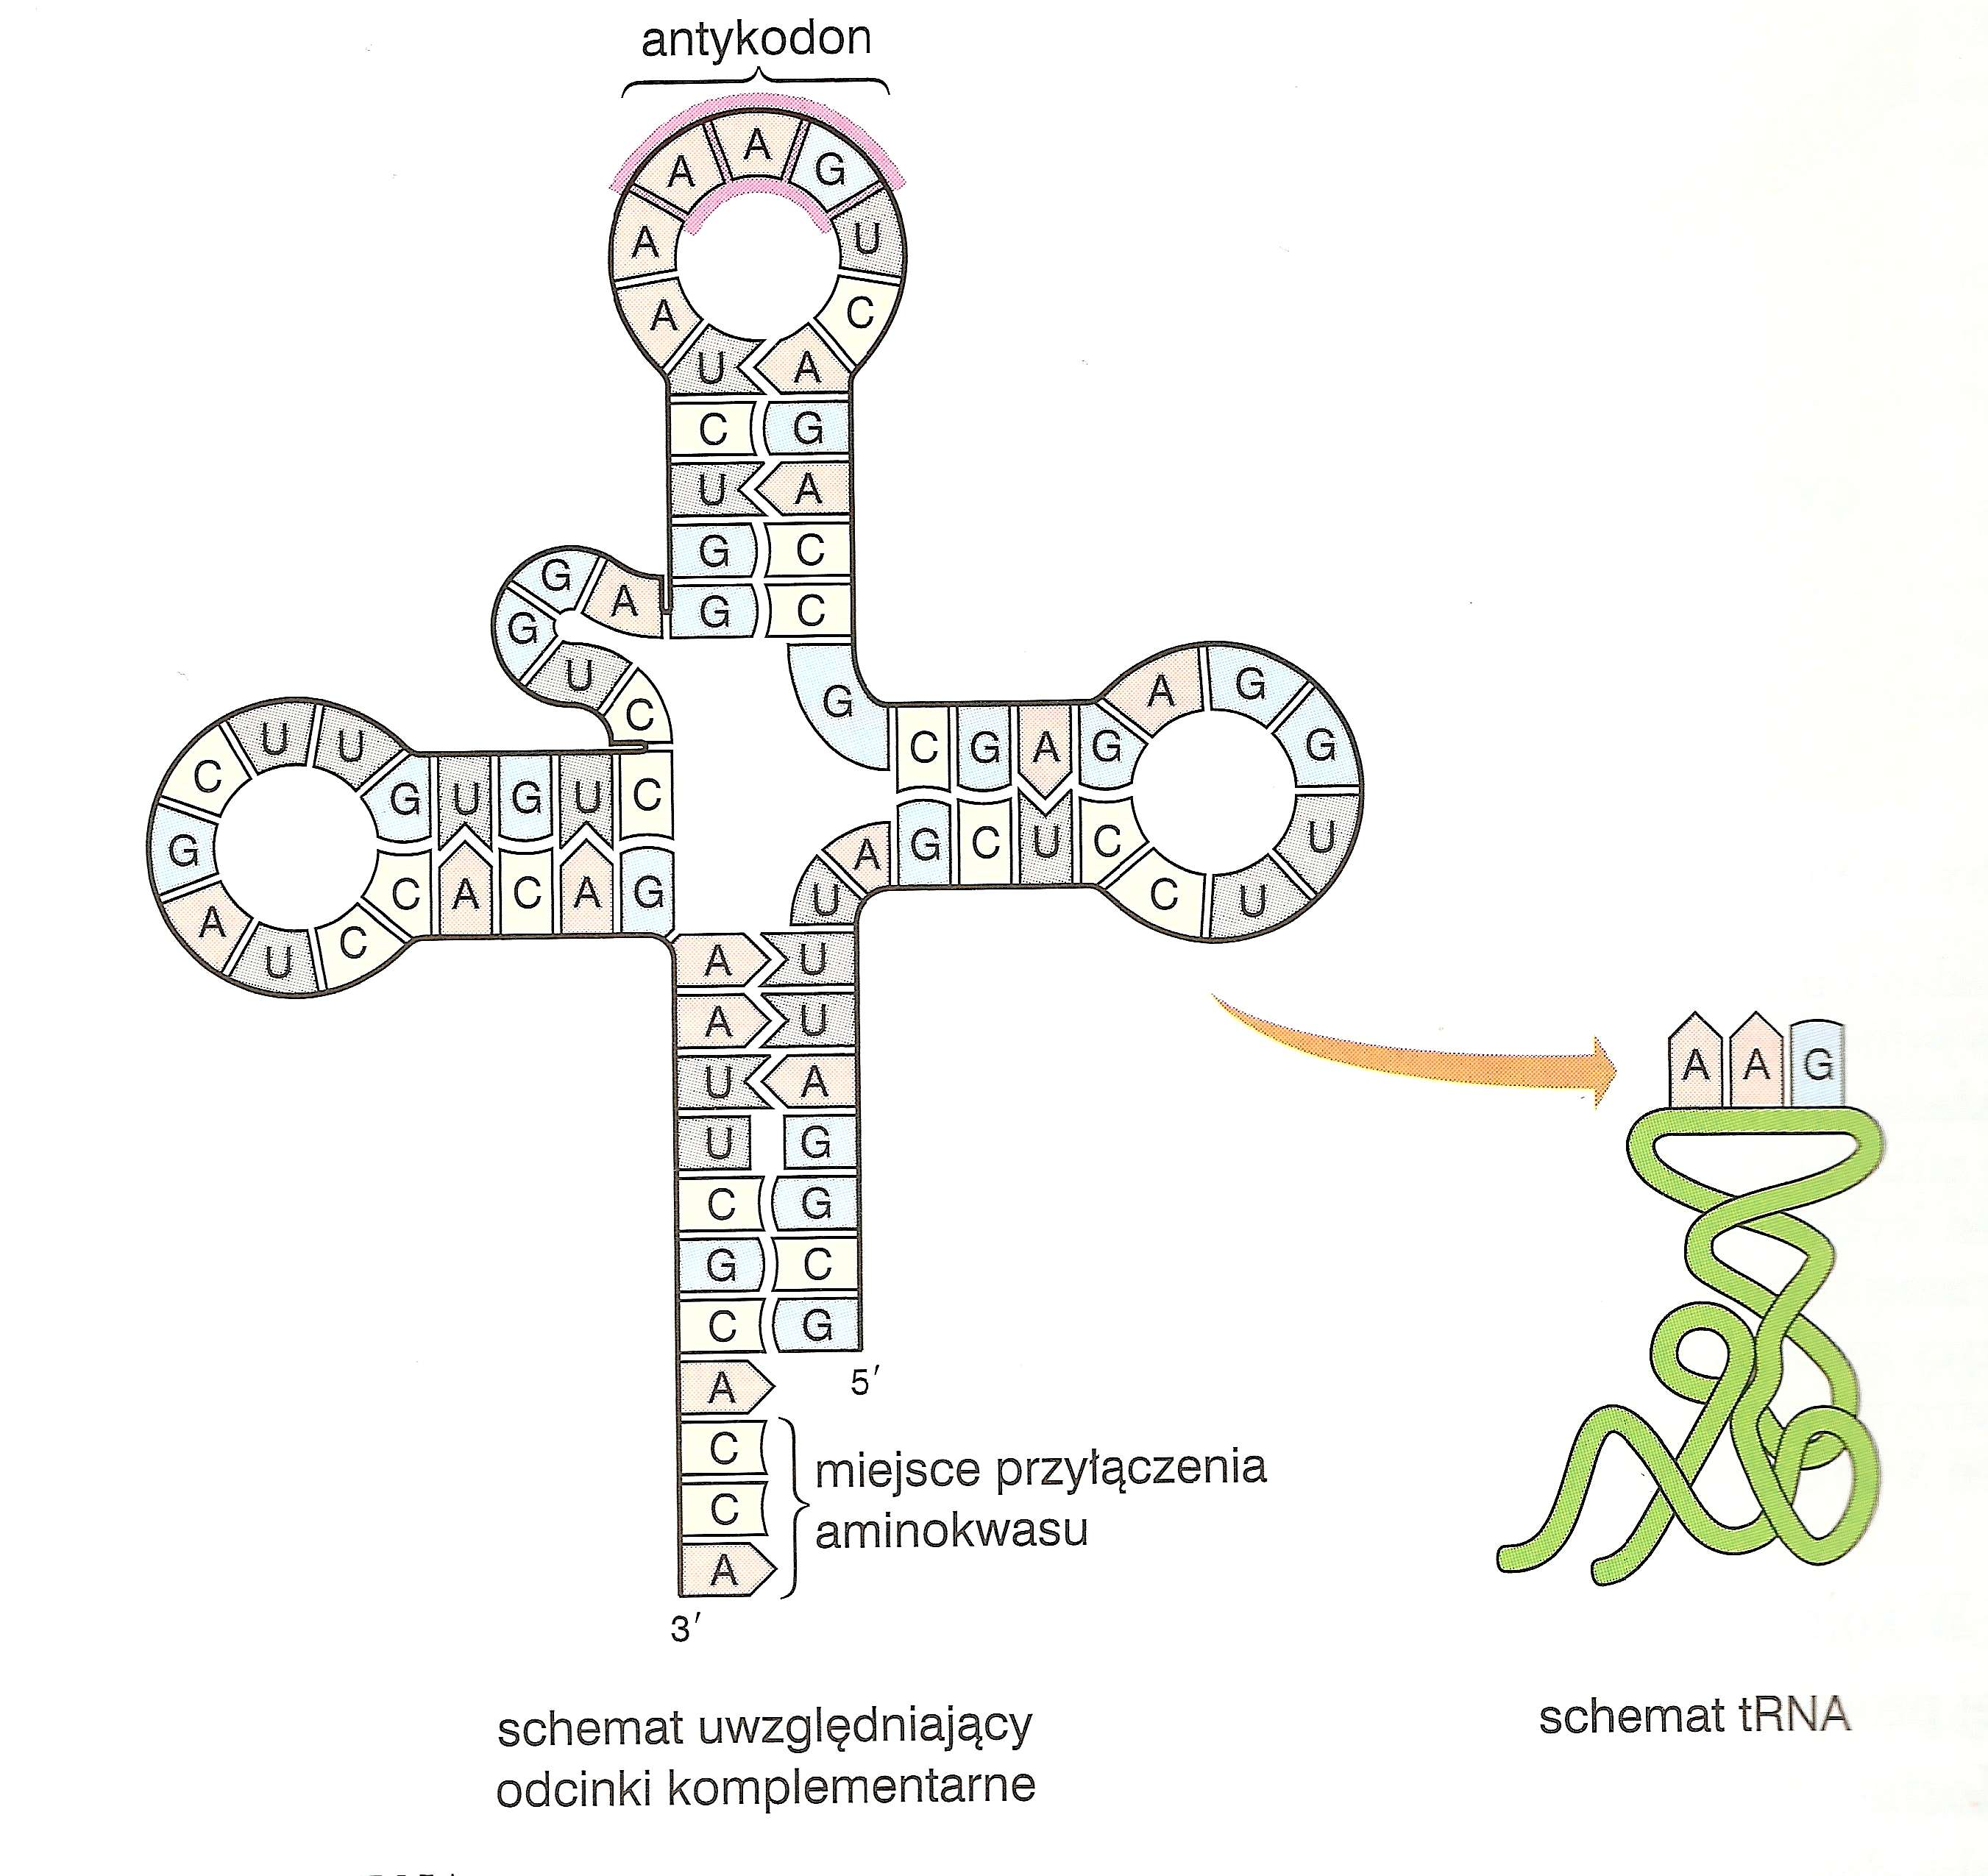 antykodon
A A G
A U
A C
U A
C G
U A
G C
G C
G A
G
U
C
G
U U
C
G
A
U
C
G U G U C
C A C A G
C G A G
A G
G
U
U
C
G C U C
A
U
A U
A U
U A
U G
C G
G C
C G
A
5′
C
C
A
miejsce przyłączenia
aminokwasu
3′
A A G
schemat uwzględniający
odcinki komplementarne
schemat tRNA